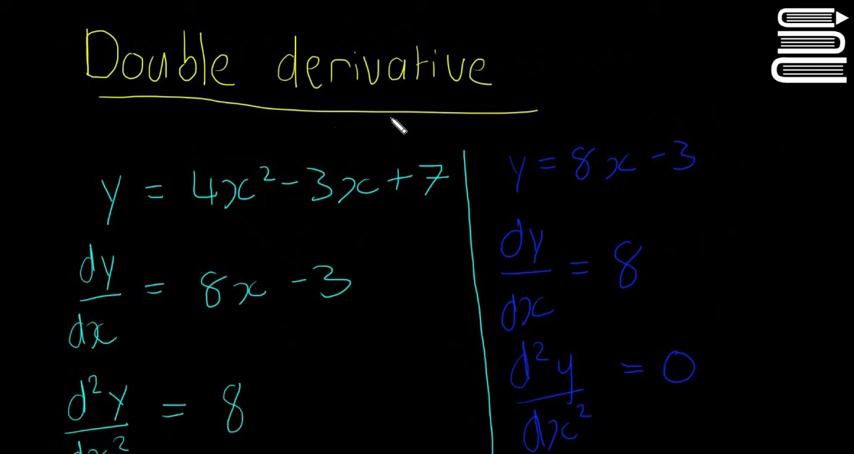 Double derivative
y = 4x² - 3x + 7
dy/dx = 8x - 3
d²y/dx² = 8
y = 8x - 3
dy/dx = 8
d²y/dx² = 0